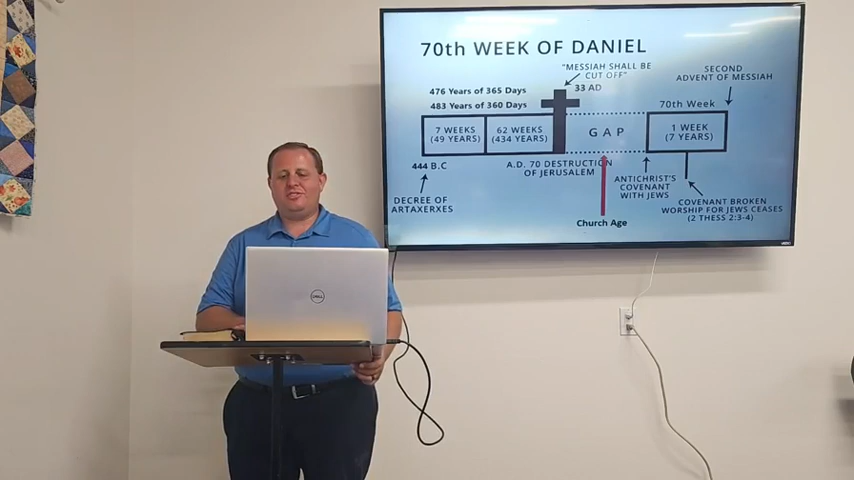 70th WEEK OF DANIEL
"MESSIAH SHALL BE
CUT OFF"
33 AD
SECOND
ADVENT OF MESSIAH
476 Years of 365 Days
483 Years of 360 Days
70th Week
7 WEEKS
(49 YEARS)
62 WEEKS
(434 YEARS)
GAP
1 WEEK
(7 YEARS)
444 B.C
A.D. 70 DESTRUCTION
OF JERUSALEM
ANTICHRIST'S
COVENANT
WITH JEWS
DECREE OF
ARTAXERXES
COVENANT BROKEN
WORSHIP FOR JEWS CEASES
(2 THESS 2:3-4)
Church Age
DELL